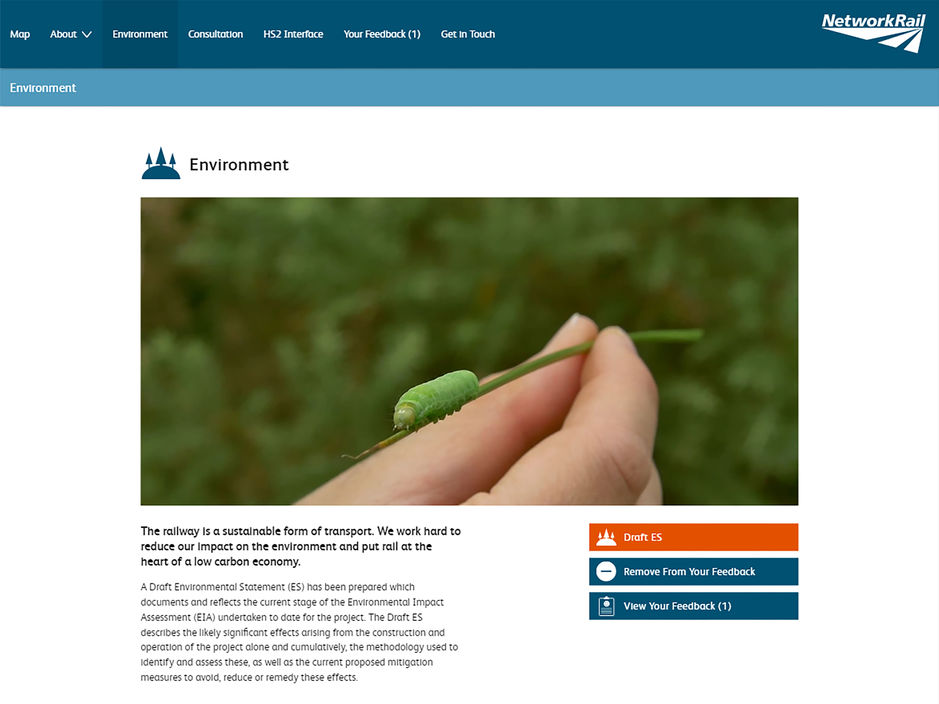 Map About Environment Consultation HS2 Interface Your Feedback (1) Get in Touch
NetworkRail
Environment
Environment
The railway is a sustainable form of transport. We work hard to
reduce our impact on the environment and put rail at the
heart of a low carbon economy.
A Draft Environmental Statement (ES) has been prepared which
documents and reflects the current stage of the Environmental Impact
Assessment (EIA) undertaken to date for the project. The Draft ES
describes the likely significant effects arising from the construction and
operation of the project alone and cumulatively, the methodology used to
identify and assess these, as well as the current proposed mitigation
measures to avoid, reduce or remedy these effects.
Draft ES
Remove From Your Feedback
View Your Feedback (1)